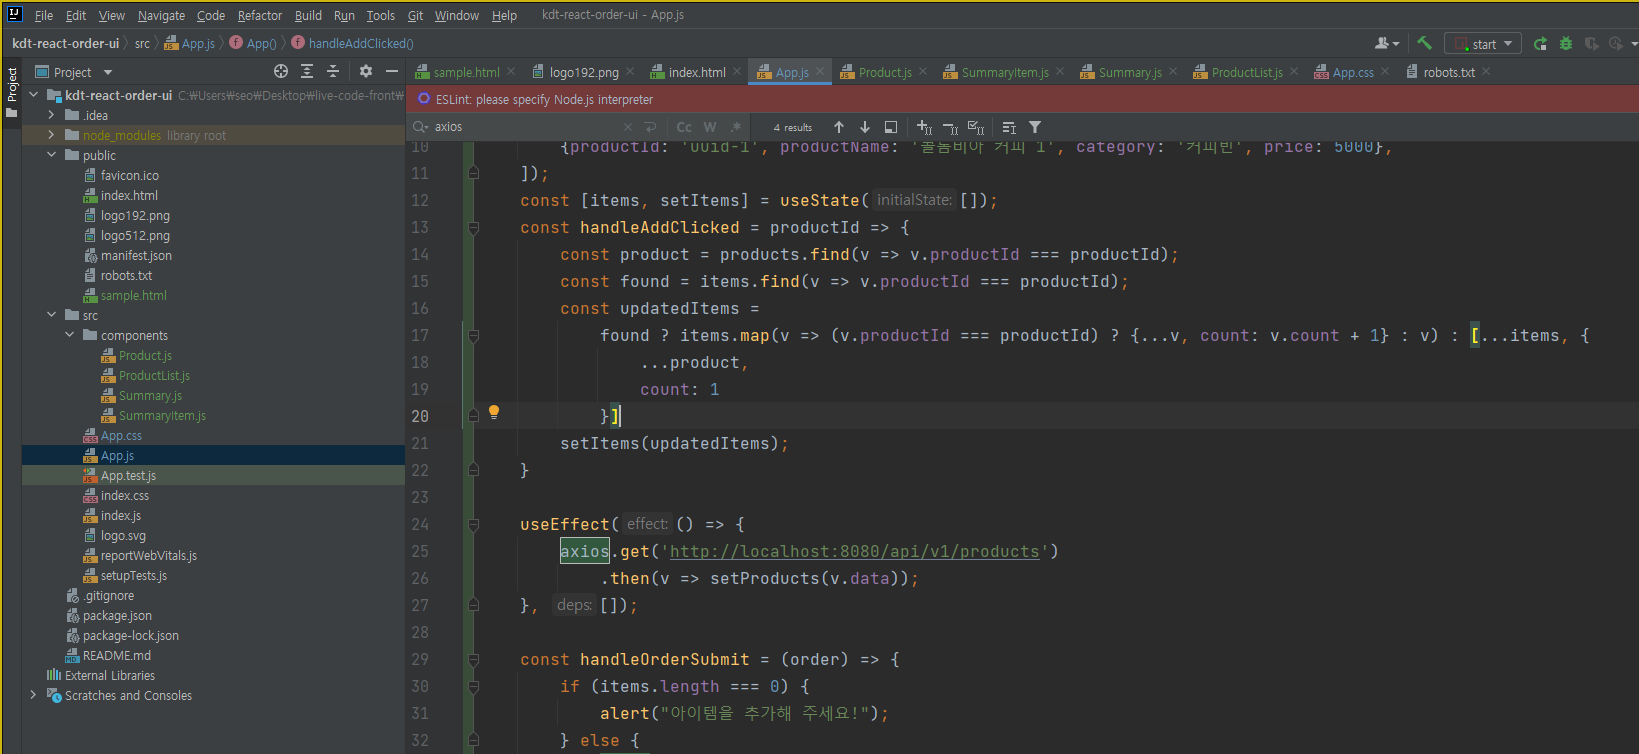 File Edit View Navigate Code Refactor Build Run Tools Git Window Help kdt-react-order-ui - App.js
kdt-react-order-ui src App.js App() handleAddClicked() start
Project sample.html logo192.png index.html App.js Product.js SummaryItem.js Summary.js ProductList.js App.css robots.txt
Project
kdt-react-order-ui C:₩Users₩seo₩Desktop₩live-code-front₩
.idea
node_modules library root
public
favicon.ico
index.html
logo192.png
logo512.png
manifest.json
robots.txt
sample.html
src
components
Product.js
ProductList.js
Summary.js
SummaryItem.js
App.css
App.js
App.test.js
index.css
index.js
logo.svg
reportWebVitals.js
setupTests.js
.gitignore
package.json
package-lock.json
README.md
External Libraries
Scratches and Consoles
ESLint: please specify Node.js interpreter
axios Cc W .* 4 results
10 {productId: 'uuid-1', productName: '콜롬비아 커피 1', category: '커피빈', price: 5000},
11 ]);
12 const [items, setItems] = useState( initialState: []);
13 const handleAddClicked = productId => {
14 const product = products.find(v => v.productId === productId);
15 const found = items.find(v => v.productId === productId);
16 const updatedItems =
17 found ? items.map(v => (v.productId === productId) ? {...v, count: v.count + 1} : v) : [...items, {
18 ...product,
19 count: 1
20 }]
21 setItems(updatedItems);
22 }
23
24 useEffect( effect: () => {
25 axios.get('http://localhost:8080/api/v1/products')
26 .then(v => setProducts(v.data));
27 }, deps: []);
28
29 const handleOrderSubmit = (order) => {
30 if (items.length === 0) {
31 alert("아이템을 추가해 주세요!");
32 } else {